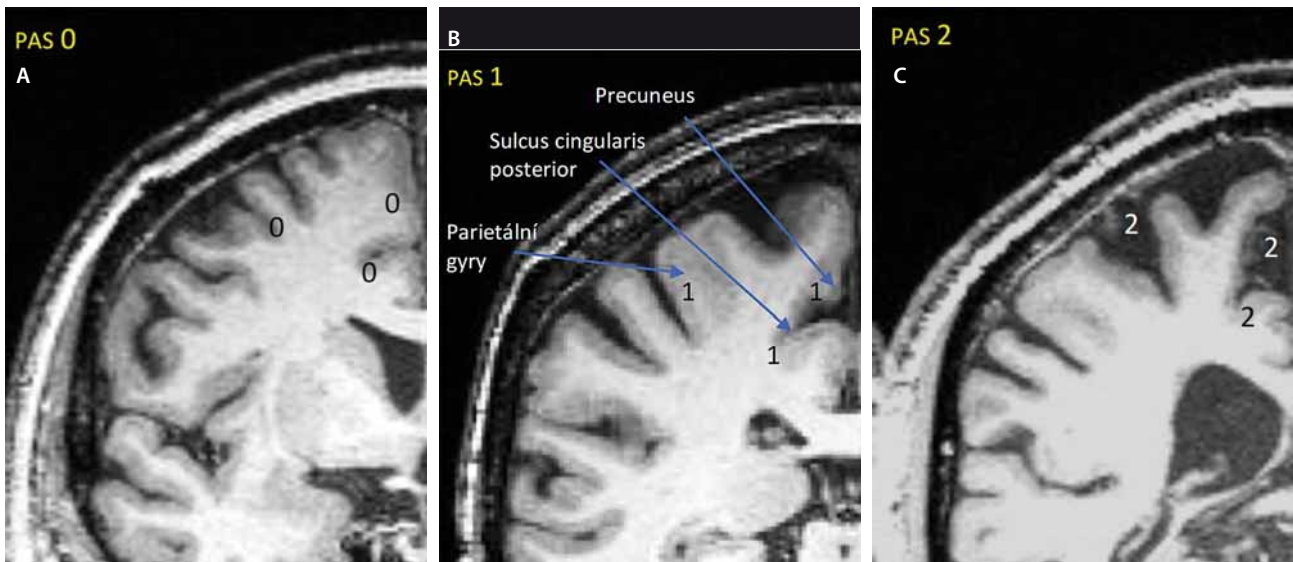 PAS 0
A
0
0
0
B
PAS 1
Precuneus
Sulcus cingularis
posterior
Parietální
gyry
1
1
1
PAS 2
C
2
2
2